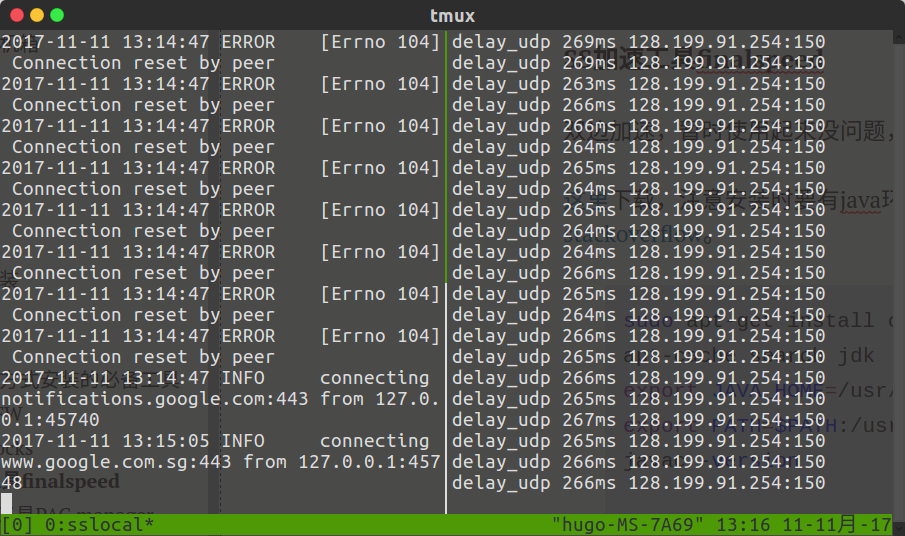 tmux
2017-11-11 13:14:47 ERROR    [Errno 104]
 Connection reset by peer
2017-11-11 13:14:47 ERROR    [Errno 104]
 Connection reset by peer
2017-11-11 13:14:47 ERROR    [Errno 104]
 Connection reset by peer
2017-11-11 13:14:47 ERROR    [Errno 104]
 Connection reset by peer
2017-11-11 13:14:47 ERROR    [Errno 104]
 Connection reset by peer
2017-11-11 13:14:47 ERROR    [Errno 104]
 Connection reset by peer
2017-11-11 13:14:47 ERROR    [Errno 104]
 Connection reset by peer
2017-11-11 13:14:47 ERROR    [Errno 104]
 Connection reset by peer
2017-11-11 13:14:47 INFO     connecting
notifications.google.com:443 from 127.0.
0.1:45740
2017-11-11 13:15:05 INFO     connecting
www.google.com.sg:443 from 127.0.0.1:457
48
delay_udp 269ms 128.199.91.254:150
delay_udp 269ms 128.199.91.254:150
delay_udp 263ms 128.199.91.254:150
delay_udp 266ms 128.199.91.254:150
delay_udp 266ms 128.199.91.254:150
delay_udp 264ms 128.199.91.254:150
delay_udp 265ms 128.199.91.254:150
delay_udp 264ms 128.199.91.254:150
delay_udp 265ms 128.199.91.254:150
delay_udp 264ms 128.199.91.254:150
delay_udp 264ms 128.199.91.254:150
delay_udp 266ms 128.199.91.254:150
delay_udp 265ms 128.199.91.254:150
delay_udp 264ms 128.199.91.254:150
delay_udp 266ms 128.199.91.254:150
delay_udp 265ms 128.199.91.254:150
delay_udp 266ms 128.199.91.254:150
delay_udp 265ms 128.199.91.254:150
delay_udp 267ms 128.199.91.254:150
delay_udp 265ms 128.199.91.254:150
delay_udp 266ms 128.199.91.254:150
delay_udp 266ms 128.199.91.254:150
[0] 0:sslocal*
"hugo-MS-7A69" 13:16 11-11月-17